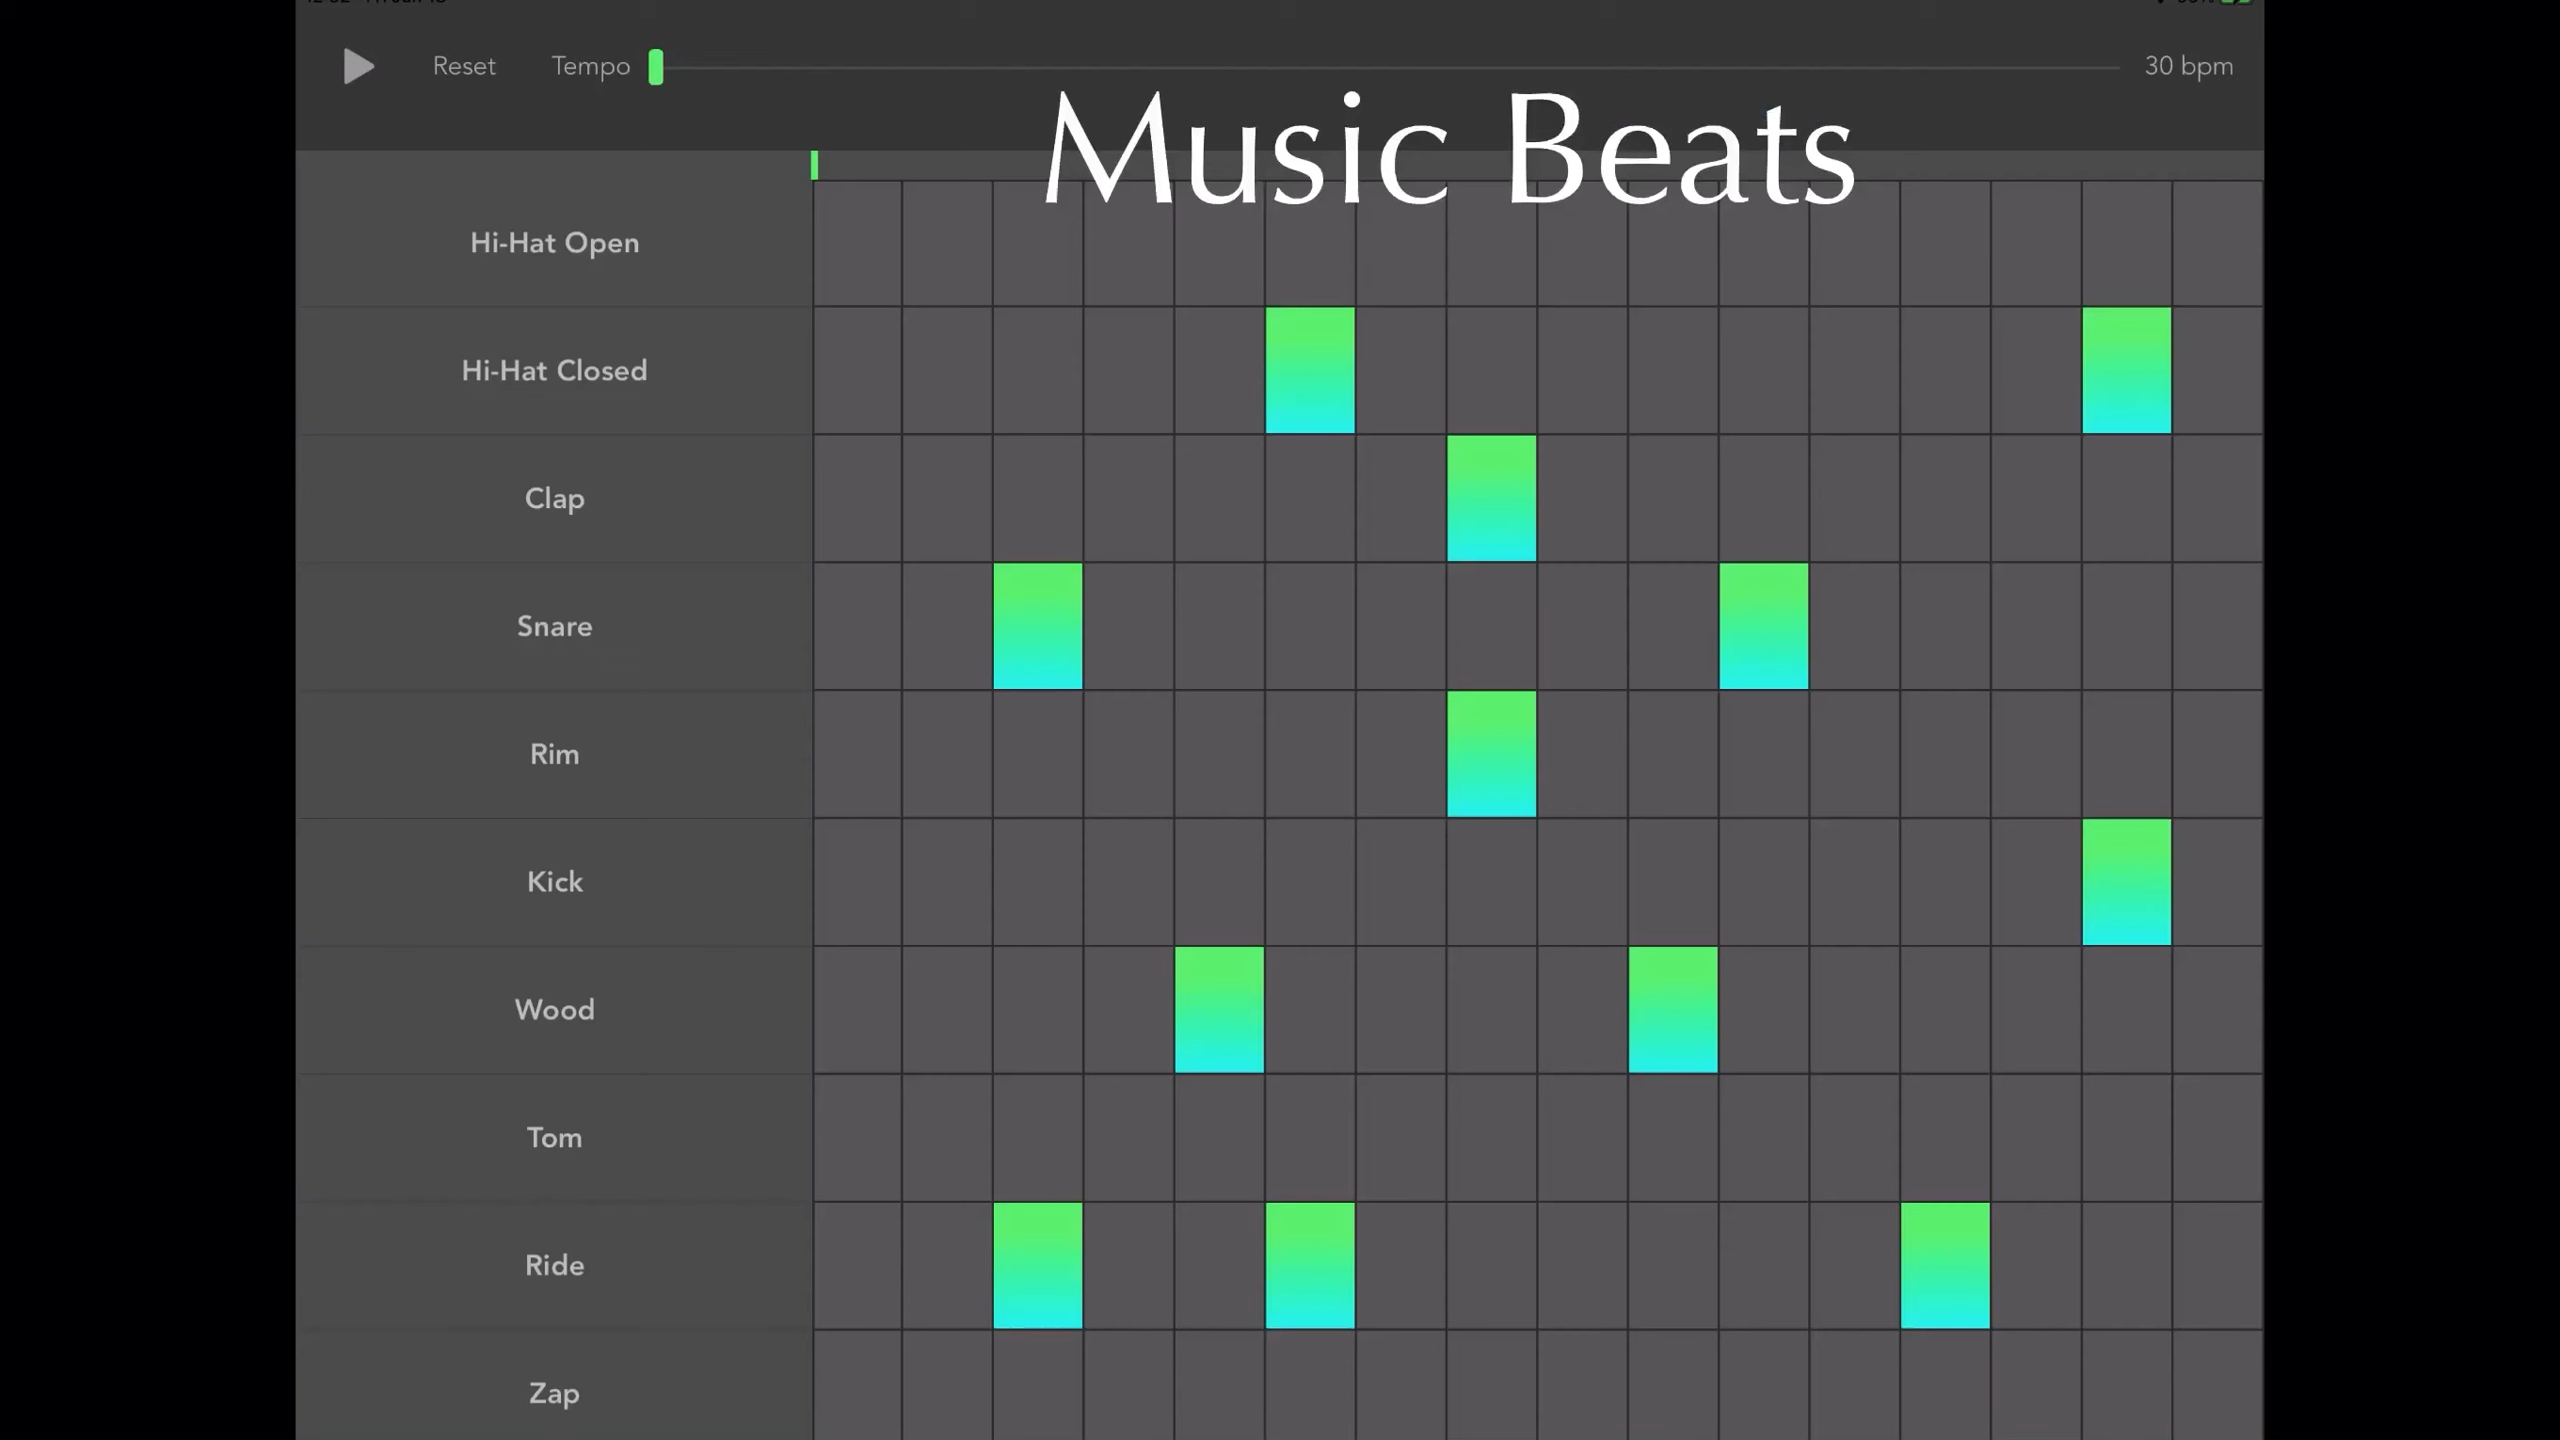 Reset Tempo 30 bpm
Music Beats
Hi-Hat Open
Hi-Hat Closed
Clap
Snare
Rim
Kick
Wood
Tom
Ride
Zap